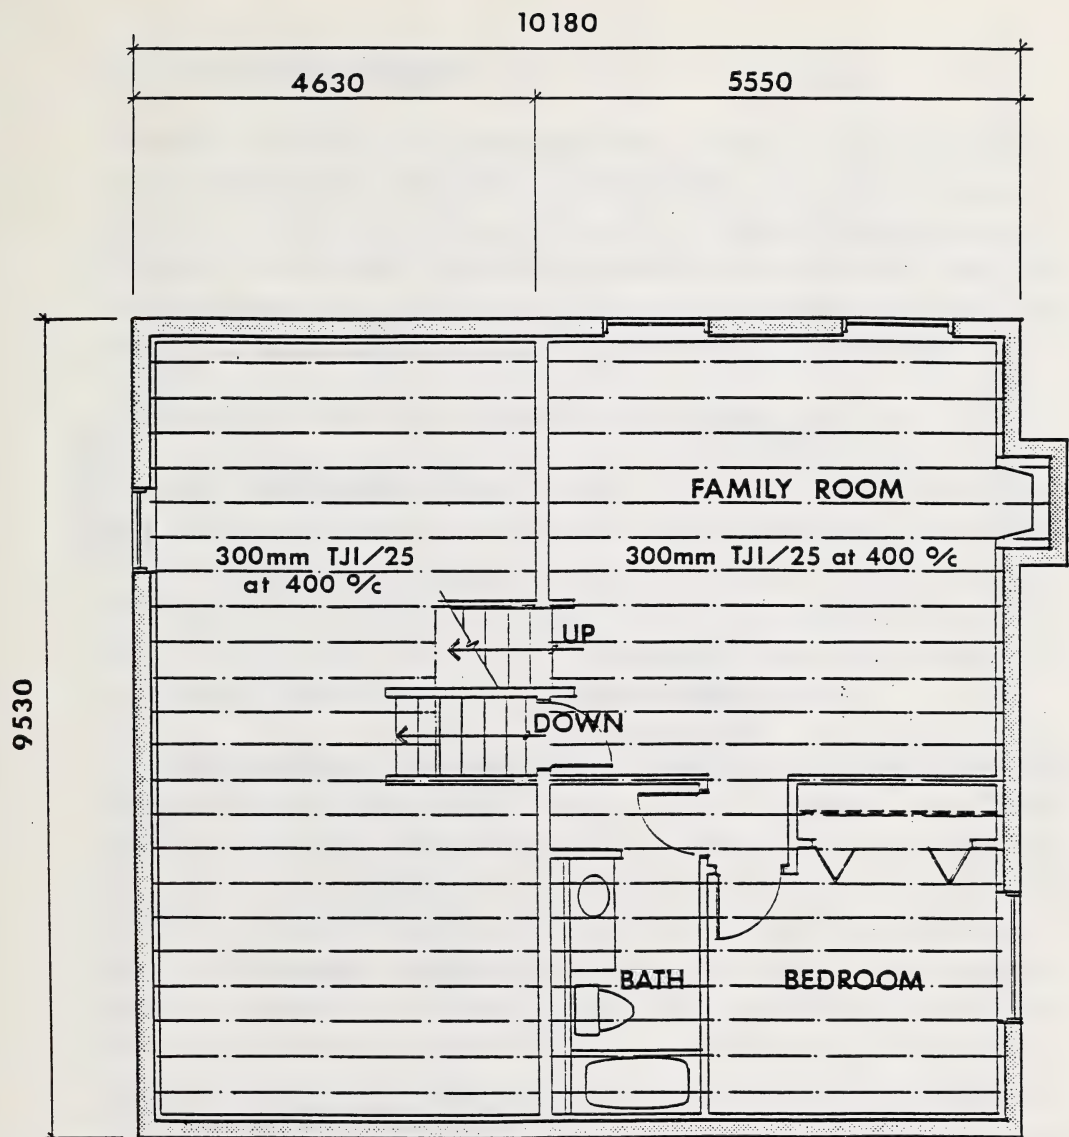 10180
4630
5550
9530
FAMILY ROOM
300mm TJI/25
at 400 o/c
300mm TJI/25 at 400 o/c
UP
DOWN
BATH
BEDROOM